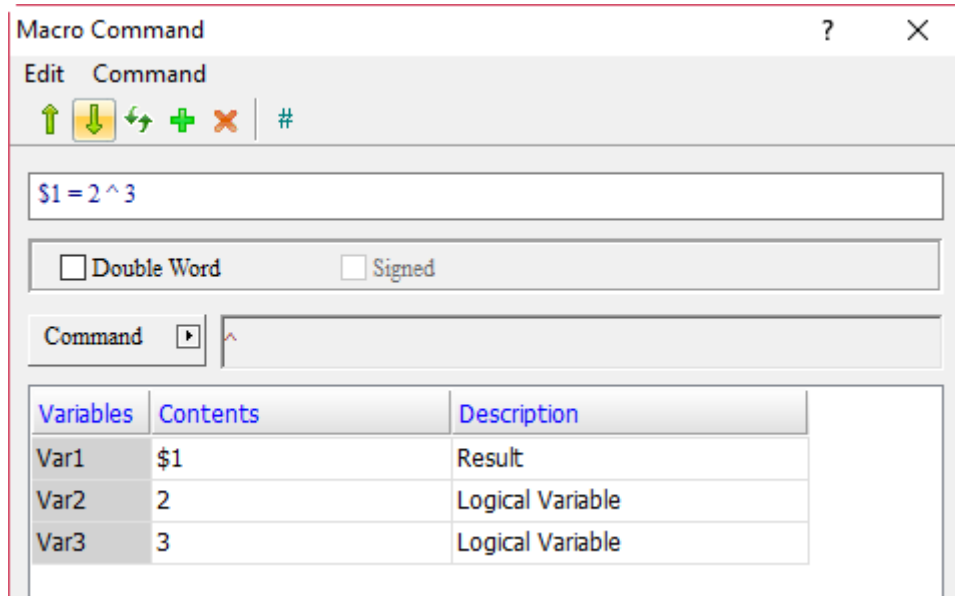 Macro Command ?
Edit Command
#
$1 = 2 ^ 3
Double Word Signed
Command ^
Variables Contents Description
Var1 $1 Result
Var2 2 Logical Variable
Var3 3 Logical Variable